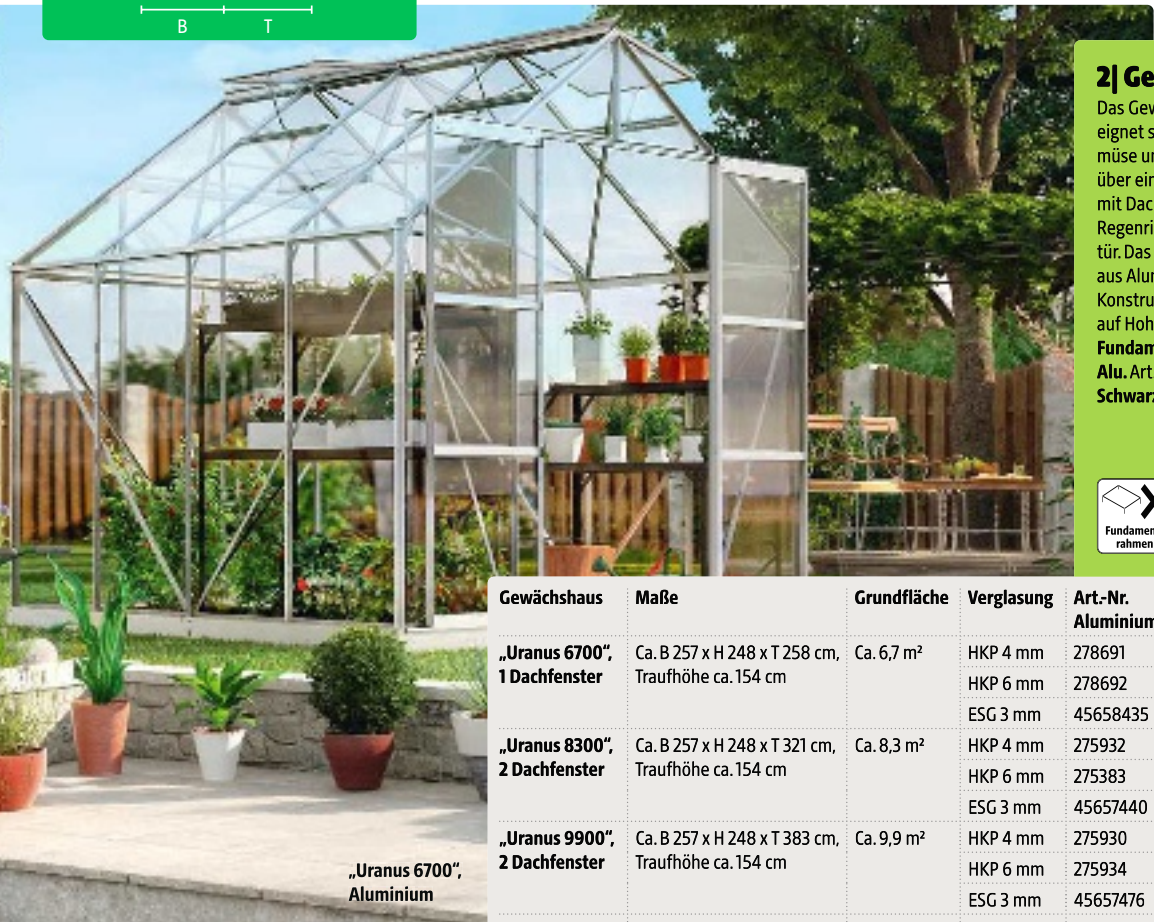 B T
2| Ge
Das Gew
eignet s
müse un
über ein
mit Dac
Regenri
tür. Das
aus Alun
Konstru
auf Hoh
Fundam
Alu. Art.
Schwarz
Fundamen
rahmen
Gewächshaus Maße Grundfläche Verglasung Art.-Nr.
Aluminium
„Uranus 6700“, Ca. B 257 x H 248 x T 258 cm, Ca. 6,7 m² HKP 4 mm 278691
1 Dachfenster Traufhöhe ca. 154 cm
HKP 6 mm 278692
ESG 3 mm 45658435
„Uranus 8300“, Ca. B 257 x H 248 x T 321 cm, Ca. 8,3 m² HKP 4 mm 275932
2 Dachfenster Traufhöhe ca. 154 cm
HKP 6 mm 275383
ESG 3 mm 45657440
„Uranus 9900“, Ca. B 257 x H 248 x T 383 cm, Ca. 9,9 m² HKP 4 mm 275930
2 Dachfenster Traufhöhe ca. 154 cm
HKP 6 mm 275934
ESG 3 mm 45657476
„Uranus 6700“,
Aluminium